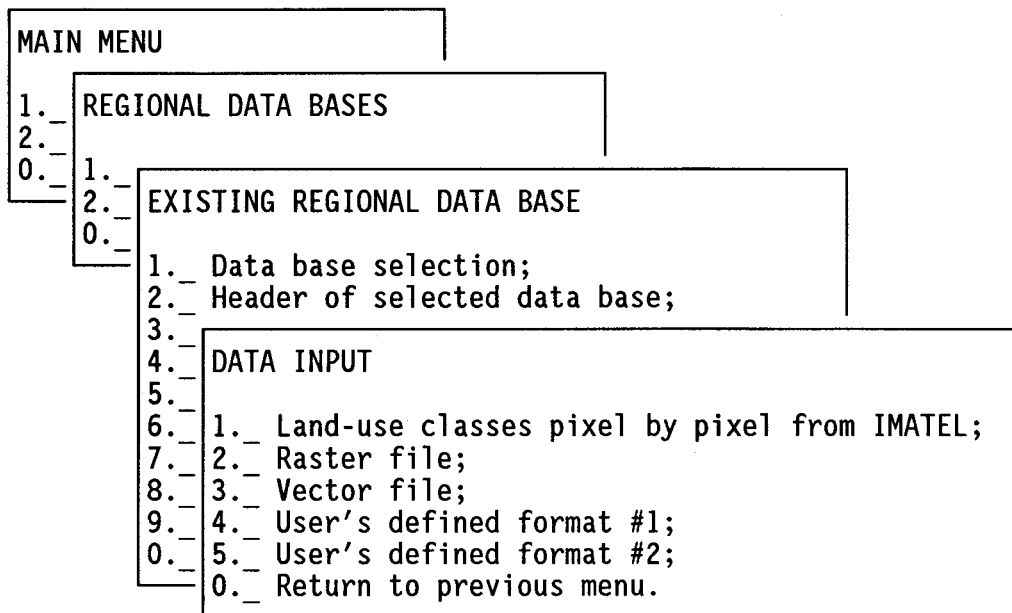 MAIN MENU
1._
2._
0._
REGIONAL DATA BASES
1._
2._
0._
EXISTING REGIONAL DATA BASE
1._ Data base selection;
2._ Header of selected data base;
3._
4._
5._
6._
7._
8._
9._
0._
DATA INPUT
1._ Land-use classes pixel by pixel from IMATEL;
2._ Raster file;
3._ Vector file;
4._ User's defined format #1;
5._ User's defined format #2;
0._ Return to previous menu.